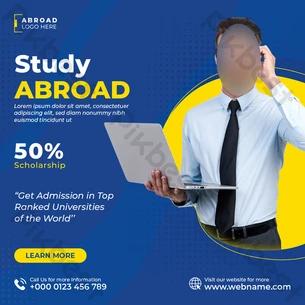 ABROAD
LOGO HERE
Study
ABROAD
Lorem ipsum dolor sit amet, consectetuer
adipiscing elit, sed diam nonummy nibh
euismod tincidunt ut
50%
Scholarship
“Get Admission in Top
Ranked Universities
of the World”
LEARN MORE
Call Us for more Information
+000 0123 456 789
Visit our website for more
www.webname.com